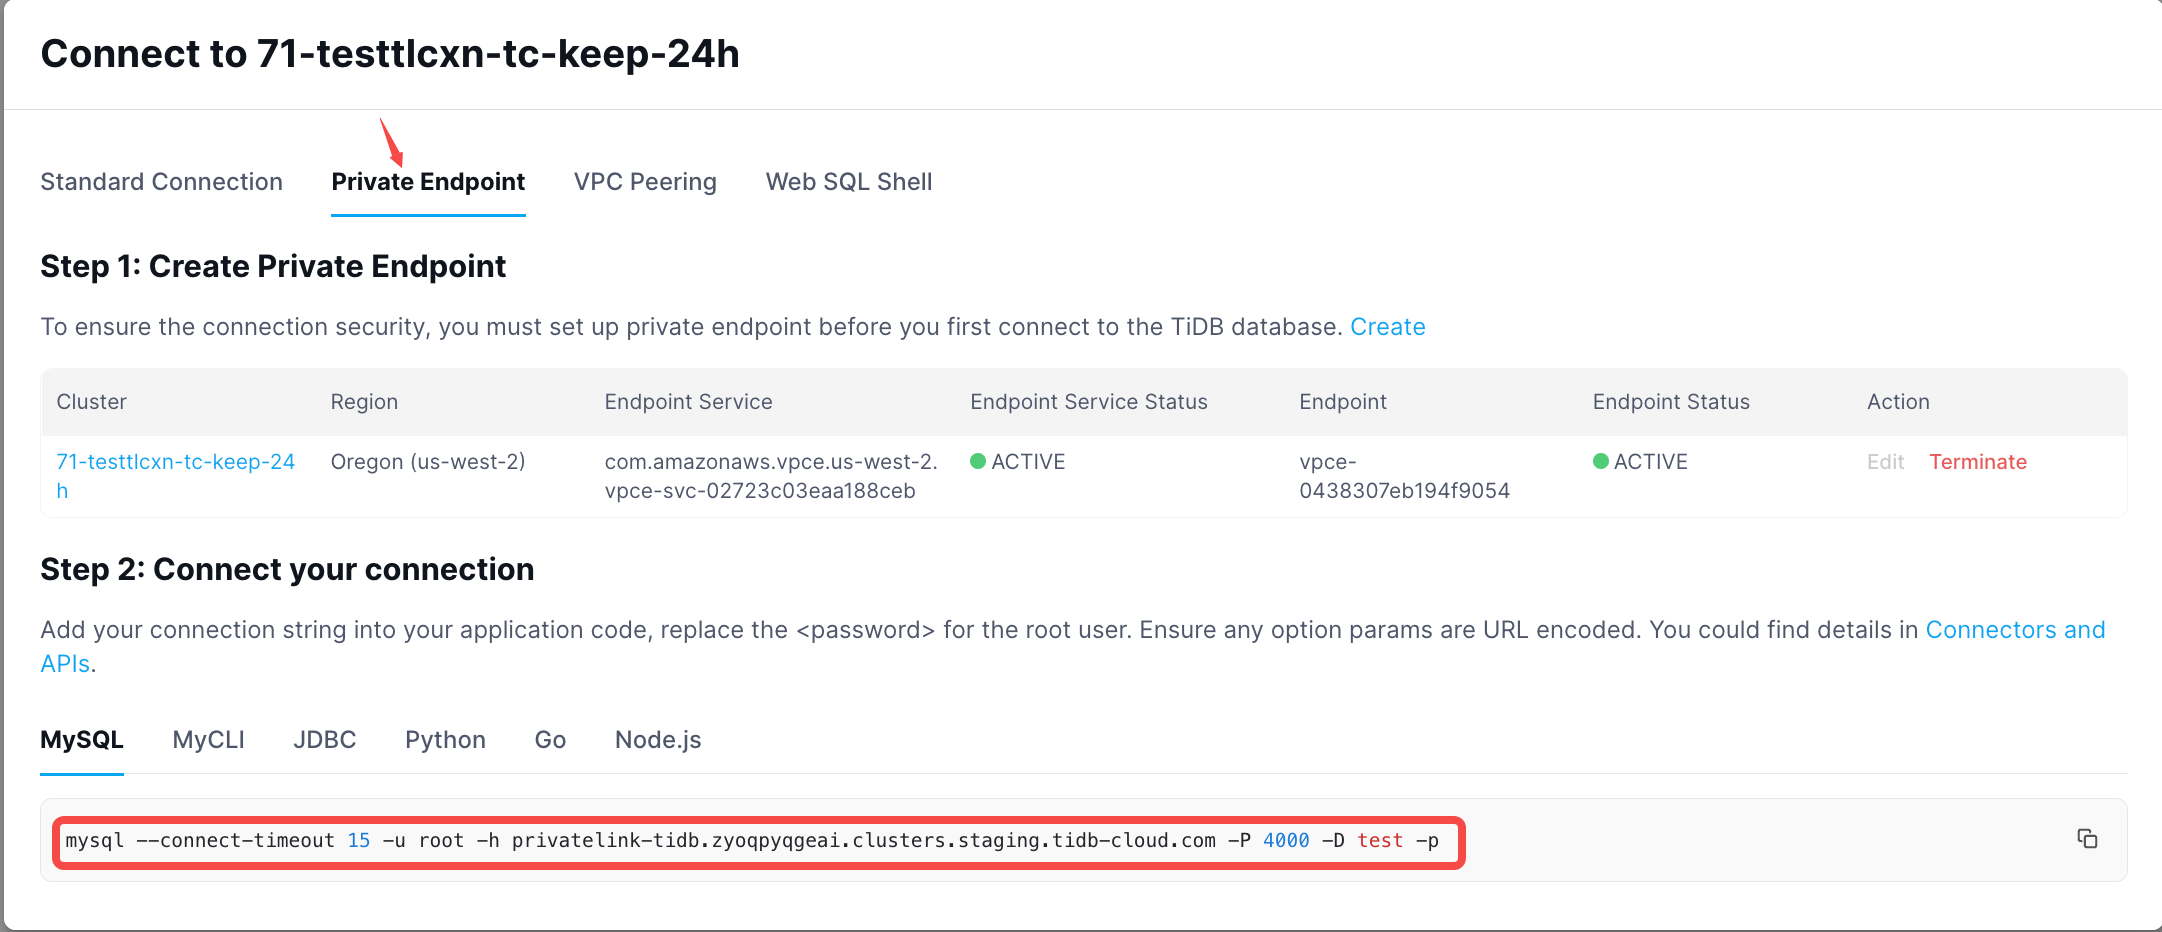 Connect to 71-testtlcxn-tc-keep-24h
Standard Connection Private Endpoint VPC Peering Web SQL Shell
Step 1: Create Private Endpoint
To ensure the connection security, you must set up private endpoint before you first connect to the TiDB database. Create
Cluster Region Endpoint Service Endpoint Service Status Endpoint Endpoint Status Action
71-testtlcxn-tc-keep-24 Oregon (us-west-2) com.amazonaws.vpce.us-west-2. ACTIVE vpce- ACTIVE Edit Terminate
h vpce-svc-02723c03eaa188ceb 0438307eb194f9054
Step 2: Connect your connection
Add your connection string into your application code, replace the <password> for the root user. Ensure any option params are URL encoded. You could find details in Connectors and
APIs.
MySQL MyCLI JDBC Python Go Node.js
mysql --connect-timeout 15 -u root -h privatelink-tidb.zyoqpyqgeai.clusters.staging.tidb-cloud.com -P 4000 -D test -p